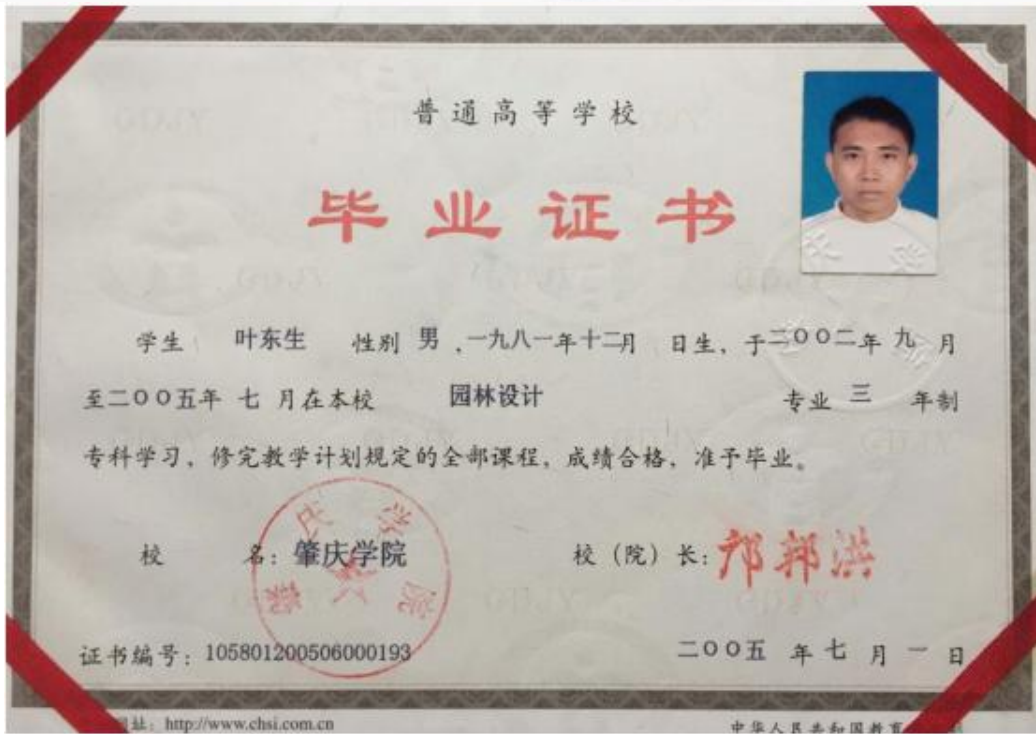 普通高等学校
毕业证书
学生 叶东生 性别 男 ,一九八一年十二月 日生,于二〇〇二年九月
至二〇〇五年七月在本校 园林设计 专业 三 年制
专科学习,修完教学计划规定的全部课程,成绩合格,准予毕业。
校 名:肇庆学院 校(院)长:
肇庆学院
证书编号:105801200506000193 二〇〇五年七月一日
址:http://www.chsi.com.cn 中华人民共和国教育